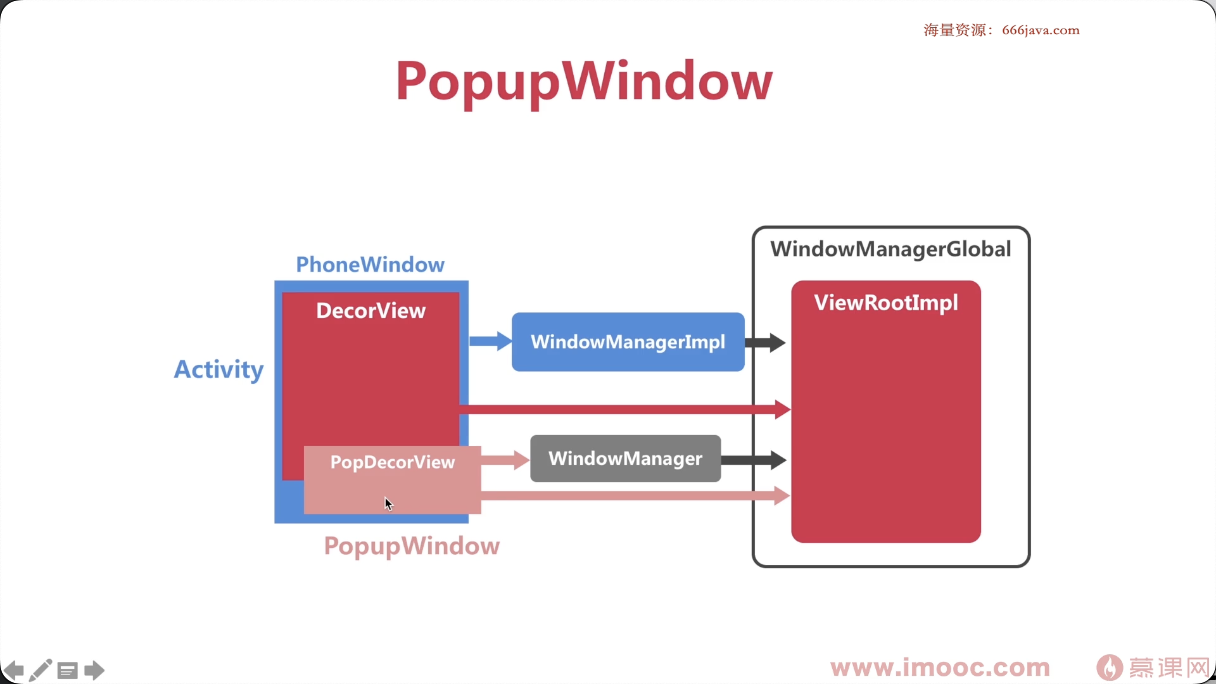 海量资源：666java.com
PopupWindow
WindowManagerGlobal
PhoneWindow
DecorView
ViewRootImpl
WindowManagerImpl
Activity
PopDecorView
WindowManager
PopupWindow
www.imooc.com
慕课网